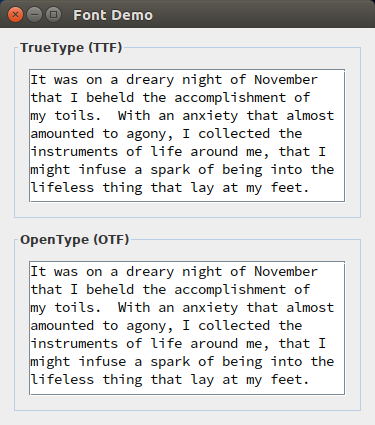 Font Demo
TrueType (TTF)
It was on a dreary night of November
that I beheld the accomplishment of
my toils.  With an anxiety that almost
amounted to agony, I collected the
instruments of life around me, that I
might infuse a spark of being into the
lifeless thing that lay at my feet.
OpenType (OTF)
It was on a dreary night of November
that I beheld the accomplishment of
my toils.  With an anxiety that almost
amounted to agony, I collected the
instruments of life around me, that I
might infuse a spark of being into the
lifeless thing that lay at my feet.